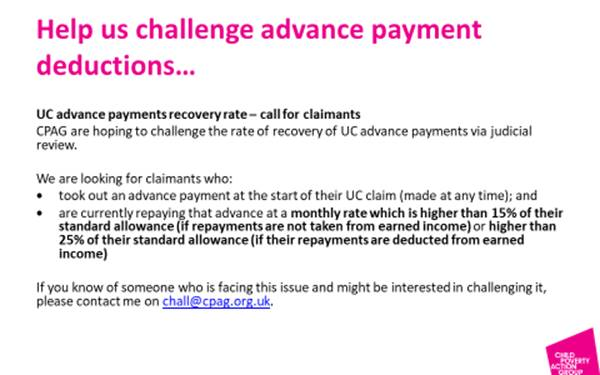 Help us challenge advance payment
deductions...
UC advance payments recovery rate – call for claimants
CPAG are hoping to challenge the rate of recovery of UC advance payments via judicial
review.
We are looking for claimants who:
• took out an advance payment at the start of their UC claim (made at any time); and
• are currently repaying that advance at a monthly rate which is higher than 15% of their
standard allowance (if repayments are not taken from earned income) or higher than
25% of their standard allowance (if their repayments are deducted from earned
income)
If you know of someone who is facing this issue and might be interested in challenging it,
please contact me on chall@cpag.org.uk.
CHILD
POVERTY
ACTION
GROUP